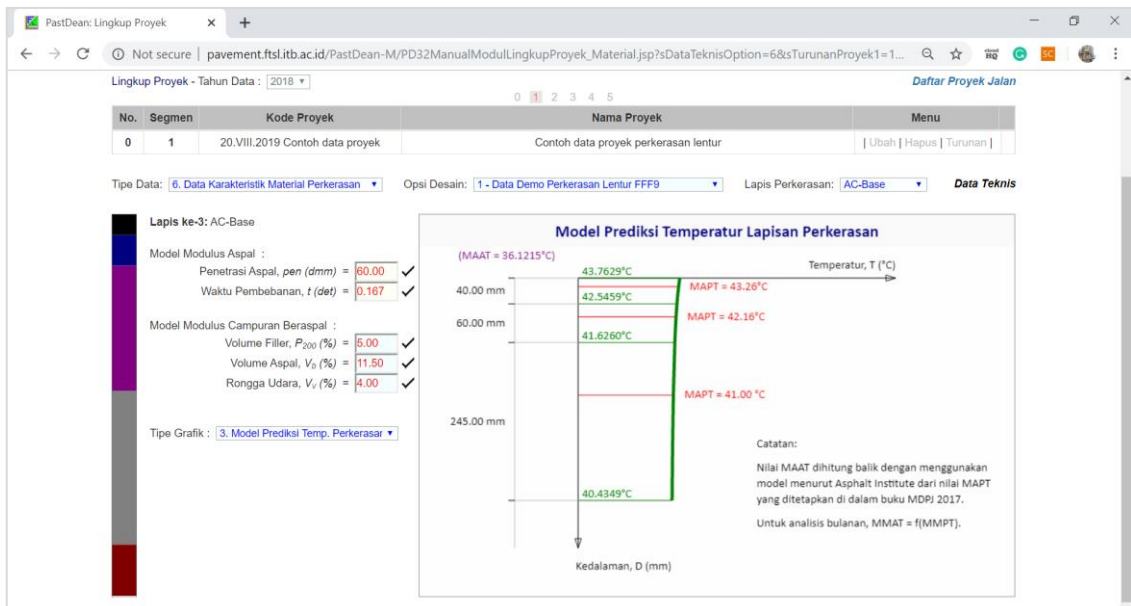 PastDean: Lingkup Proyek
Not secure | pavement.ftsl.itb.ac.id/PastDean-M/PD32ManualModulLingkupProyek_Material.jsp?sDataTeknisOption=6&sTurunanProyek1=1...
Lingkup Proyek - Tahun Data : 2018
Daftar Proyek Jalan
0 1 2 3 4 5
No. Segmen Kode Proyek Nama Proyek Menu
0 1 20.VIII.2019 Contoh data proyek Contoh data proyek perkerasan lentur | Ubah | Hapus | Turunan |
Tipe Data: 6. Data Karakteristik Material Perkerasan Opsi Desain: 1 - Data Demo Perkerasan Lentur FFF9 Lapis Perkerasan: AC-Base Data Teknis
Lapis ke-3: AC-Base
Model Modulus Aspal :
Penetrasi Aspal, pen (dmm) = 60.00
Waktu Pembebanan, t (det) = 0.167
Model Modulus Campuran Beraspal :
Volume Filler, P200 (%) = 5.00
Volume Aspal, Vb (%) = 11.50
Rongga Udara, Vv (%) = 4.00
Tipe Grafik : 3. Model Prediksi Temp. Perkerasar
Model Prediksi Temperatur Lapisan Perkerasan
(MAAT = 36.1215°C)
Temperatur, T (°C)
43.7629°C
MAPT = 43.26°C
40.00 mm
42.5459°C
MAPT = 42.16°C
60.00 mm
41.6260°C
MAPT = 41.00 °C
245.00 mm
40.4349°C
Kedalaman, D (mm)
Catatan:
Nilai MAAT dihitung balik dengan menggunakan
model menurut Asphalt Institute dari nilai MAPT
yang ditetapkan di dalam buku MDPJ 2017.
Untuk analisis bulanan, MMAT = f(MMPT).